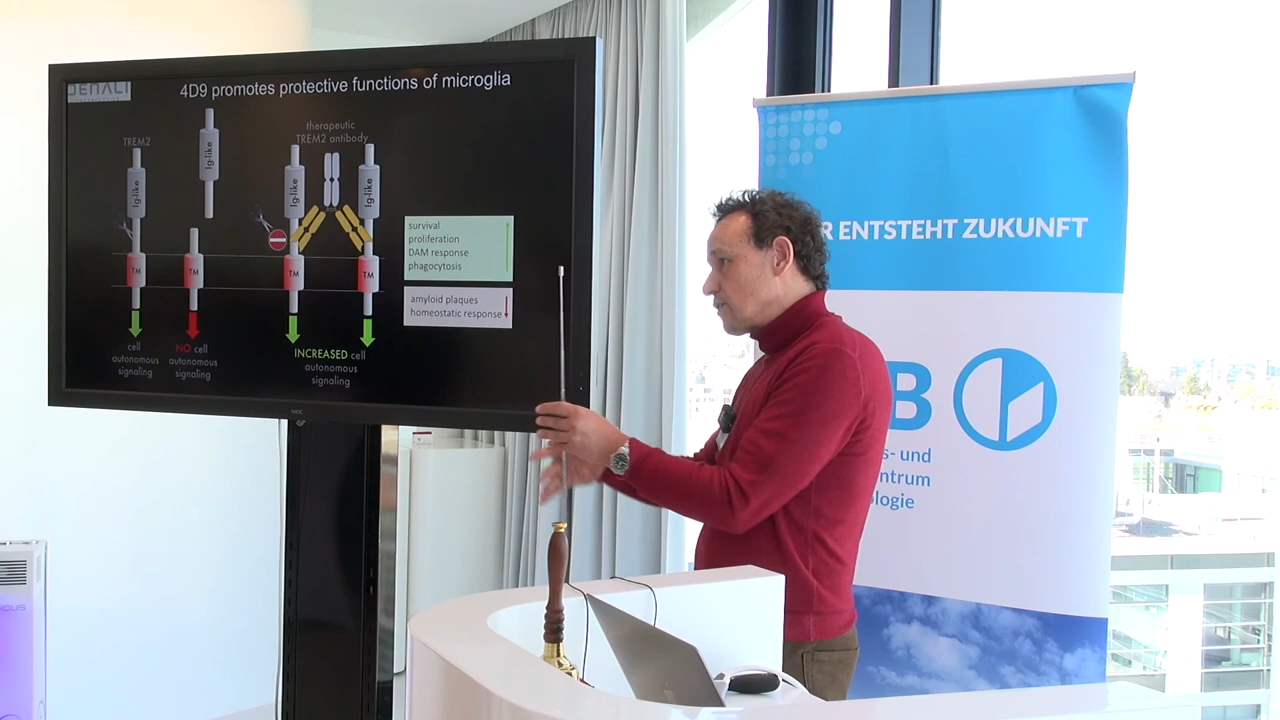 DENALI
4D9 promotes protective functions of microglia
TREM2
therapeutic
TREM2 antibody
Ig-like
Ig-like
Ig-like
Ig-like
TM
TM
TM
TM
survival
proliferation
DAM response
phagocytosis
amyloid plaques
homeostatic response
cell
autonomous
signaling
NO cell
autonomous
signaling
INCREASED cell
autonomous
signaling
NEC
R ENTSTEHT ZUKUNFT
B
s- und
ntrum
logie